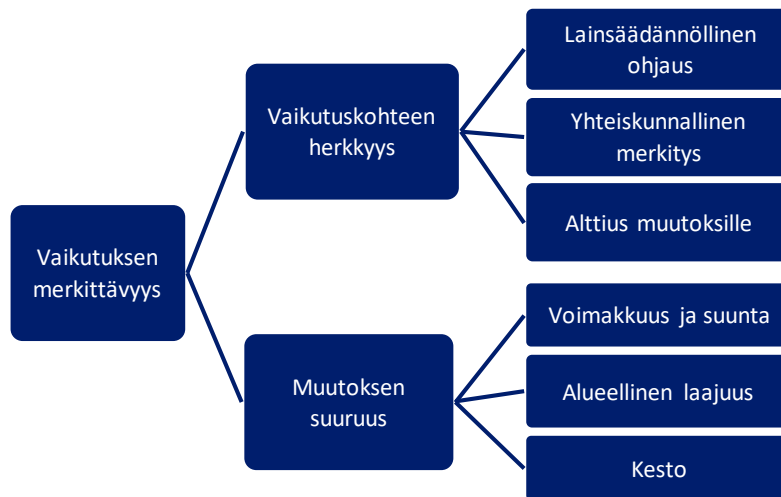 Vaikutuksen
merkittävyys
Vaikutuskohteen
herkkyys
Lainsäädännöllinen
ohjaus
Yhteiskunnallinen
merkitys
Alttius muutoksille
Muutoksen
suuruus
Voimakkuus ja suunta
Alueellinen laajuus
Kesto